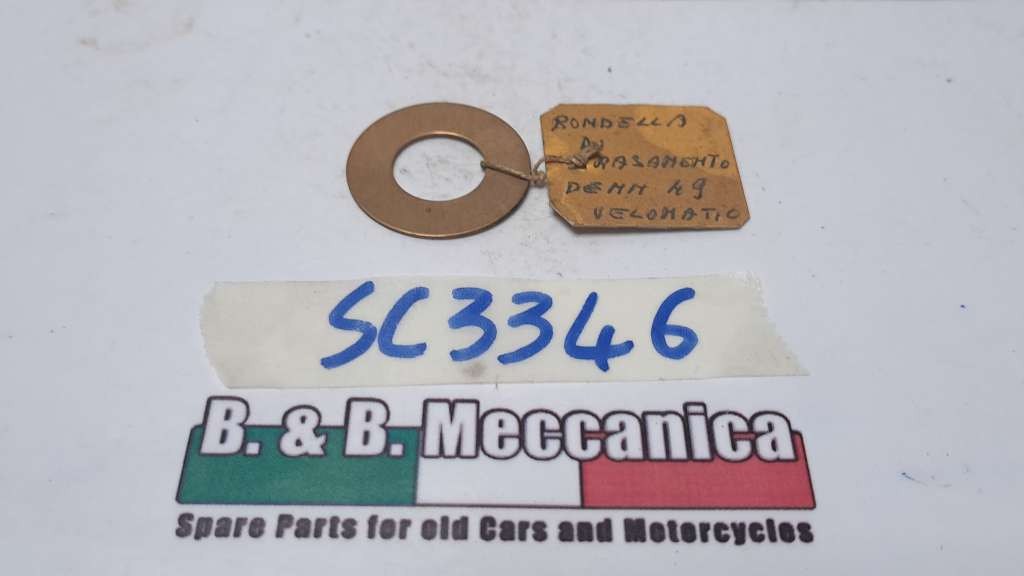 RONDELLA
DI
RASAMENTO
DEMM 49
VELOMATIC
SC3346
B. & B. Meccanica
Spare Parts for old Cars and Motorcycles